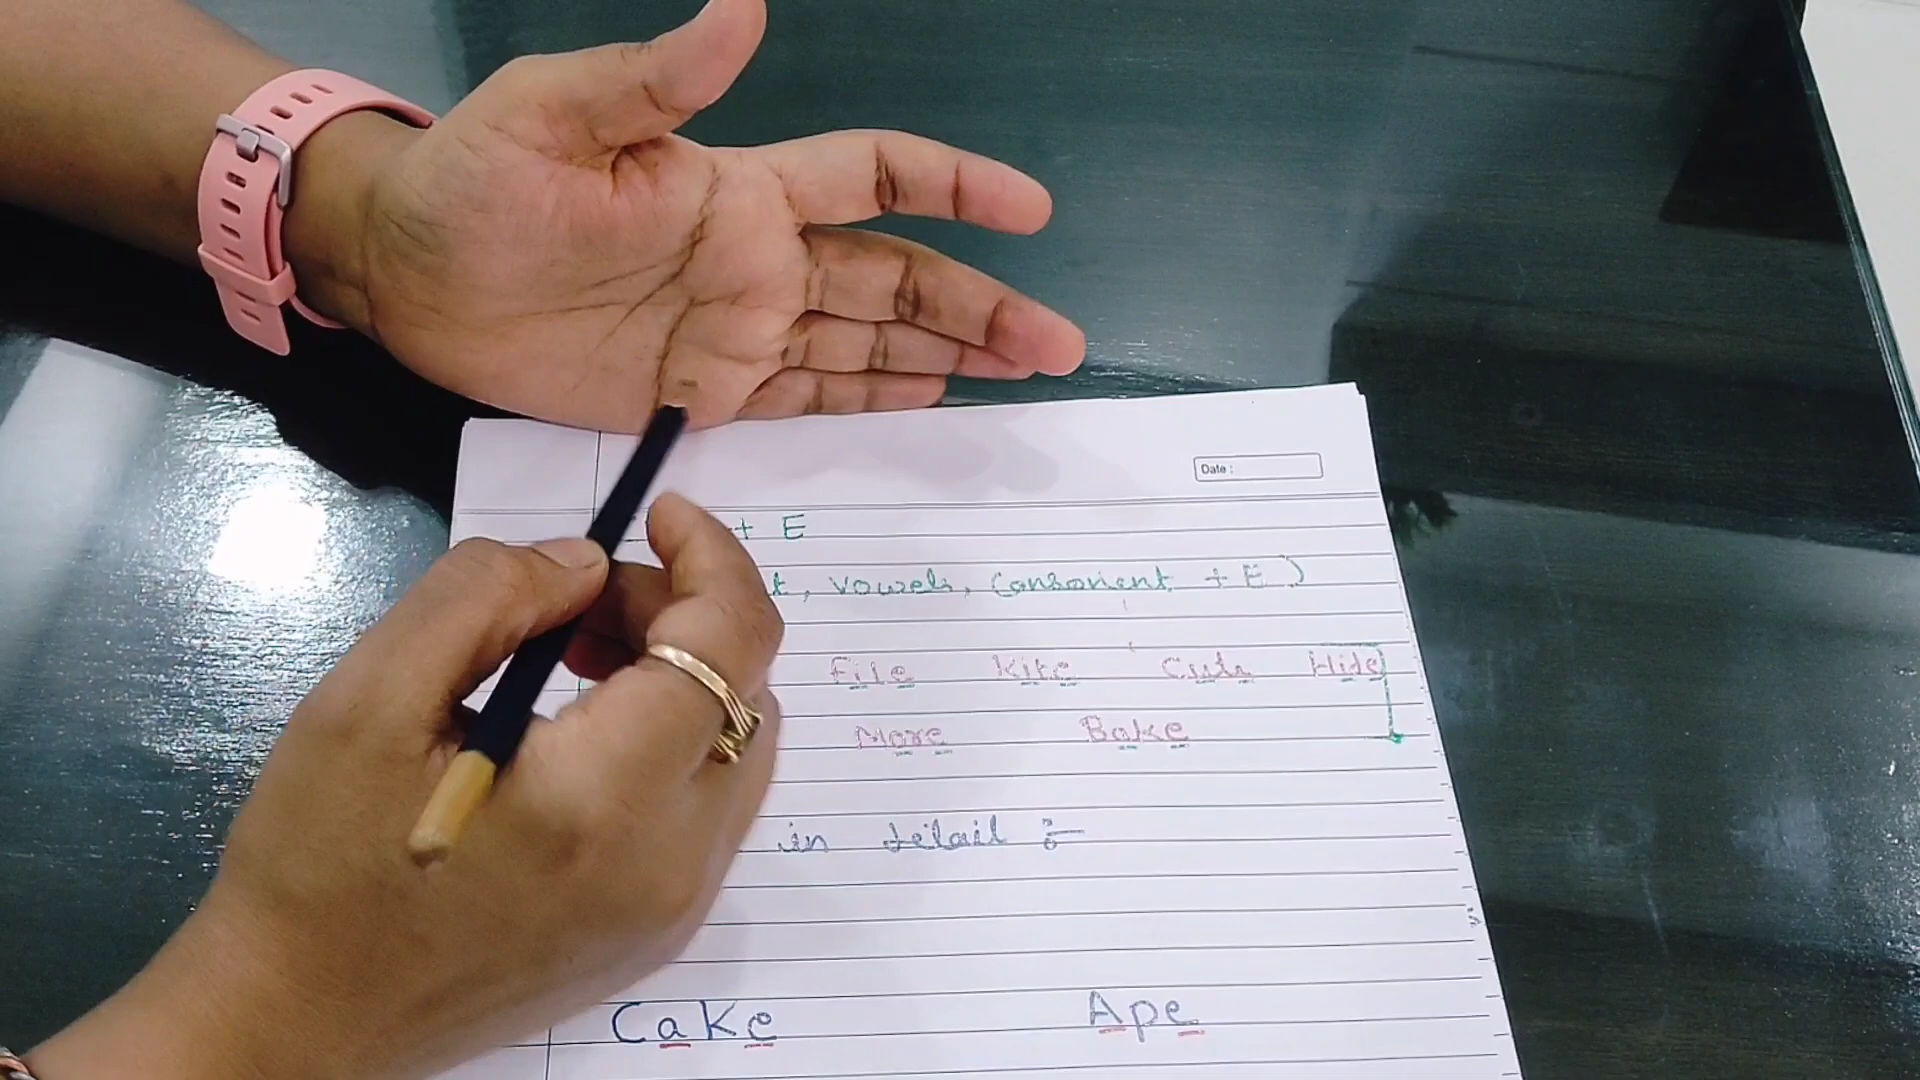 Date :
+ E
t, vowels, Consonent + E )
File Kite Cute Hide
More Bake
in detail :-
Cake Ape